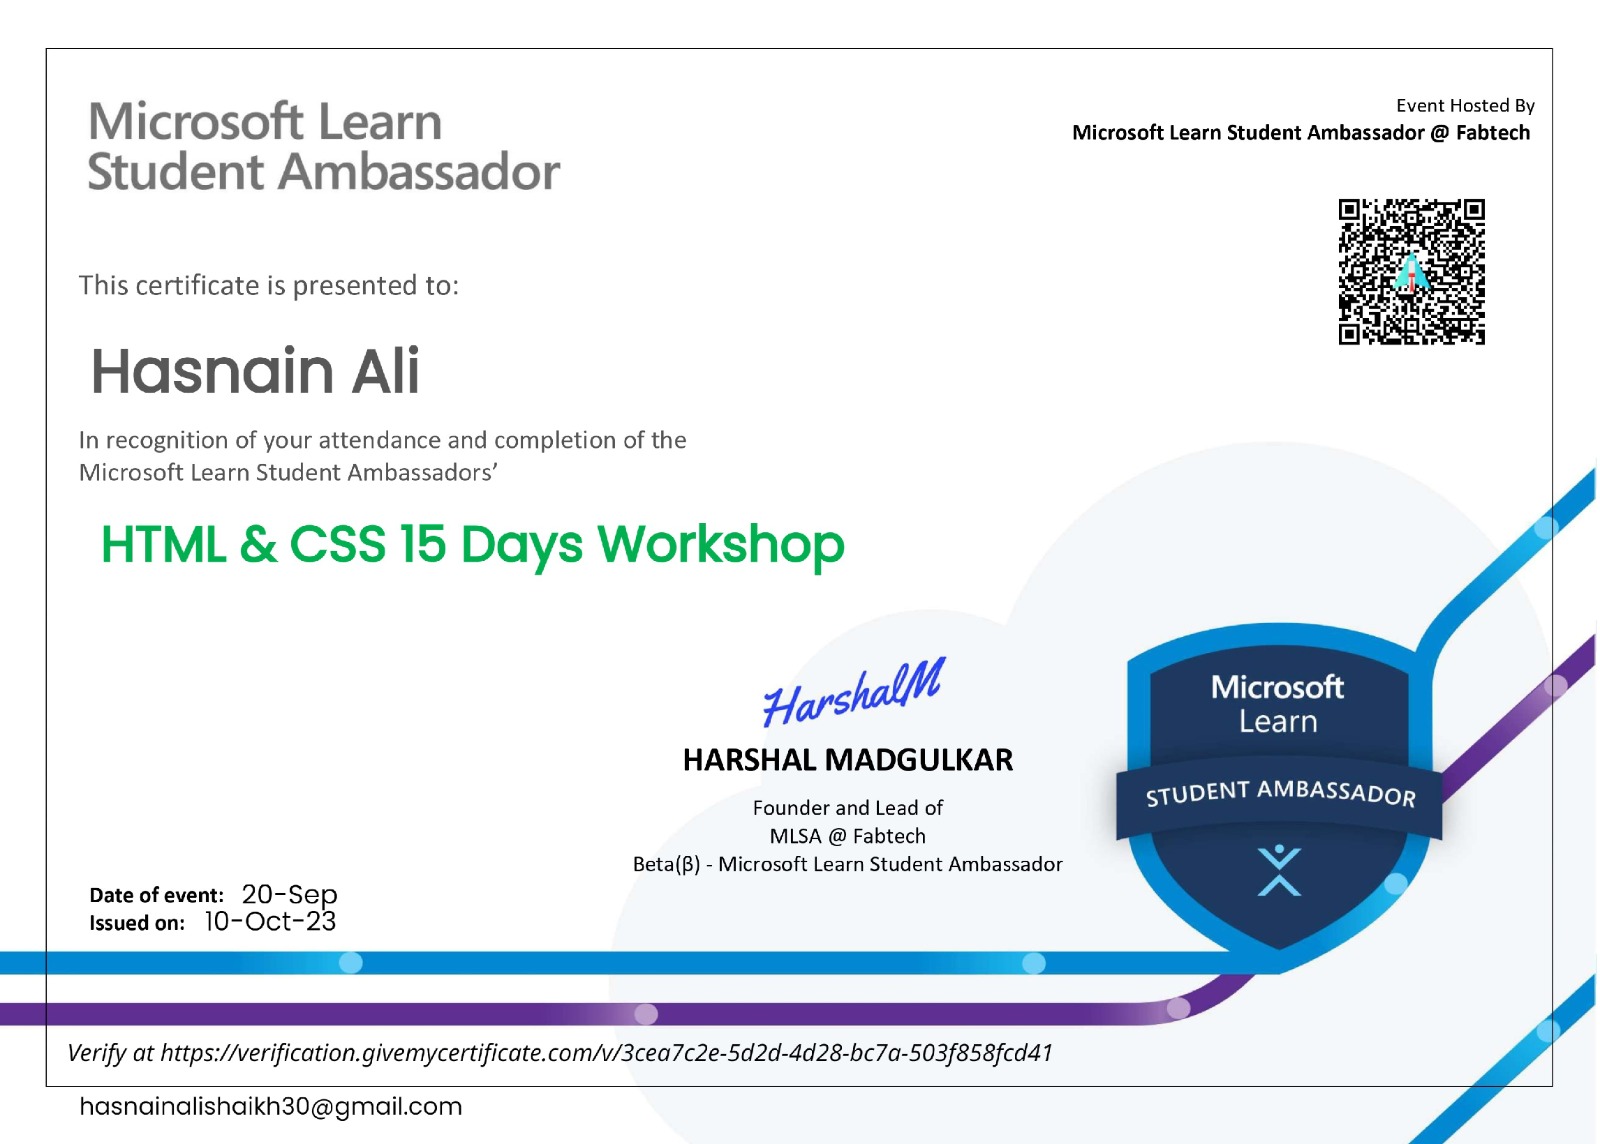 Microsoft Learn
Student Ambassador
Event Hosted By
Microsoft Learn Student Ambassador @ Fabtech
This certificate is presented to:
Hasnain Ali
In recognition of your attendance and completion of the
Microsoft Learn Student Ambassadors’
HTML & CSS 15 Days Workshop
HarshalM
HARSHAL MADGULKAR
Founder and Lead of
MLSA @ Fabtech
Beta(β) - Microsoft Learn Student Ambassador
Microsoft
Learn
STUDENT AMBASSADOR
Date of event: 20-Sep
Issued on: 10-Oct-23
Verify at https://verification.givemycertificate.com/v/3cea7c2e-5d2d-4d28-bc7a-503f858fcd41
hasnainalishaikh30@gmail.com